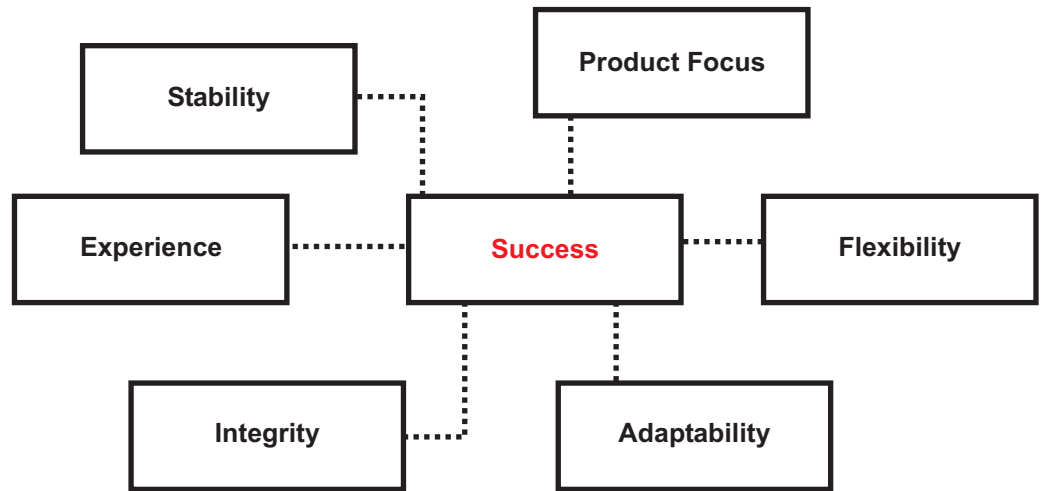 Product Focus
Stability
Experience
Success
Flexibility
Integrity
Adaptability